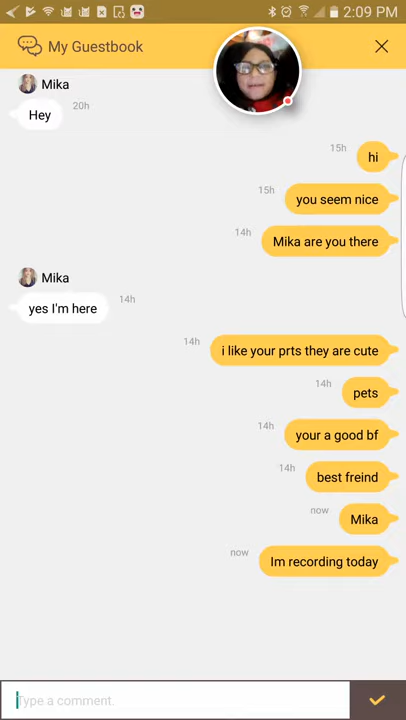 2:09 PM
My Guestbook
Mika
Hey
20h
15h
hi
15h
you seem nice
14h
Mika are you there
Mika
yes I'm here
14h
14h
i like your prts they are cute
14h
pets
14h
your a good bf
14h
best freind
now
Mika
now
Im recording today
Type a comment.